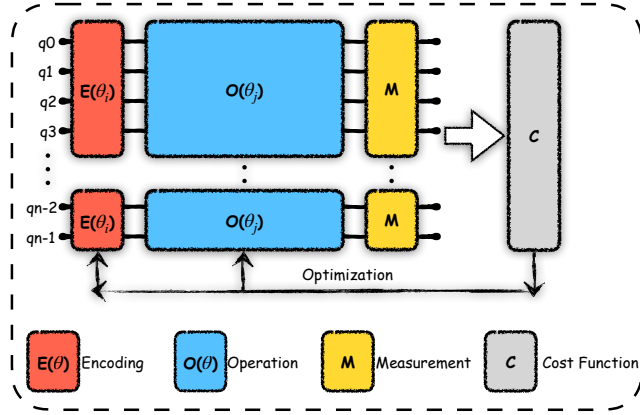 q0
q1
q2
q3
E(θi)
O(θj)
M
C
qn-2
qn-1
E(θi)
O(θj)
M
Optimization
E(θ) Encoding
O(θ) Operation
M Measurement
C Cost Function